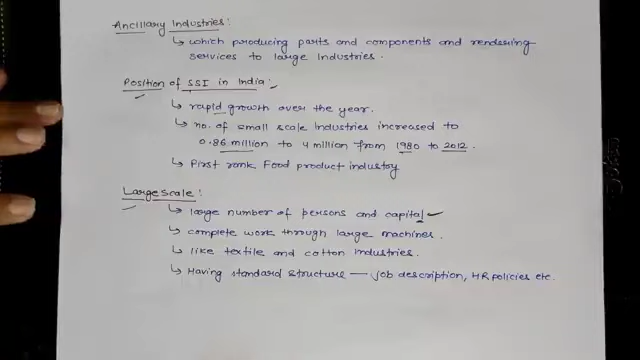 Ancillary Industries:
↳ which producing parts and components and rendering
services to large Industries.
Position of SSI in India:
↳ rapid growth over the year.
↳ no. of small scale Industries increased to
0.86 million to 4 million from 1980 to 2012.
↳ First rank Food product industry
Large Scale:
↳ large number of persons and capital
↳ complete work through large machines.
↳ like textile and cotton industries.
↳ Having standard structure — job description, HR policies etc.